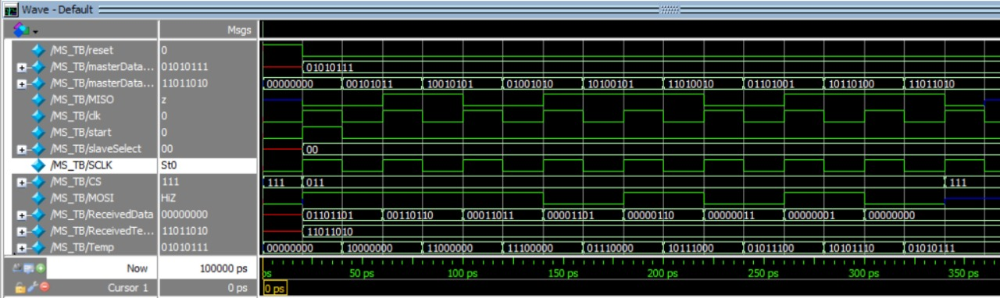 Wave - Default
Msgs
/MS_TB/reset 0
/MS_TB/masterData... 01010111 01010111
/MS_TB/masterData... 11011010 00000000 00101011 10010101 01001010 10100101 11010010 01101001 10110100 11011010
/MS_TB/MISO z
/MS_TB/clk 0
/MS_TB/start 0
/MS_TB/slaveSelect 00 00
/MS_TB/SCLK St0
/MS_TB/CS 111 111 011 111
/MS_TB/MOSI HiZ
/MS_TB/ReceivedData 00000000 01101101 00110110 00011011 00001101 00000110 00000011 00000001 00000000
/MS_TB/ReceivedTe... 11011010 11011010
/MS_TB/Temp 01010111 00000000 10000000 11000000 11100000 01110000 10111000 01011100 10101110 01010111
Now 100000 ps ps 50 ps 100 ps 150 ps 200 ps 250 ps 300 ps 350 ps
Cursor 1 0 ps 0 ps